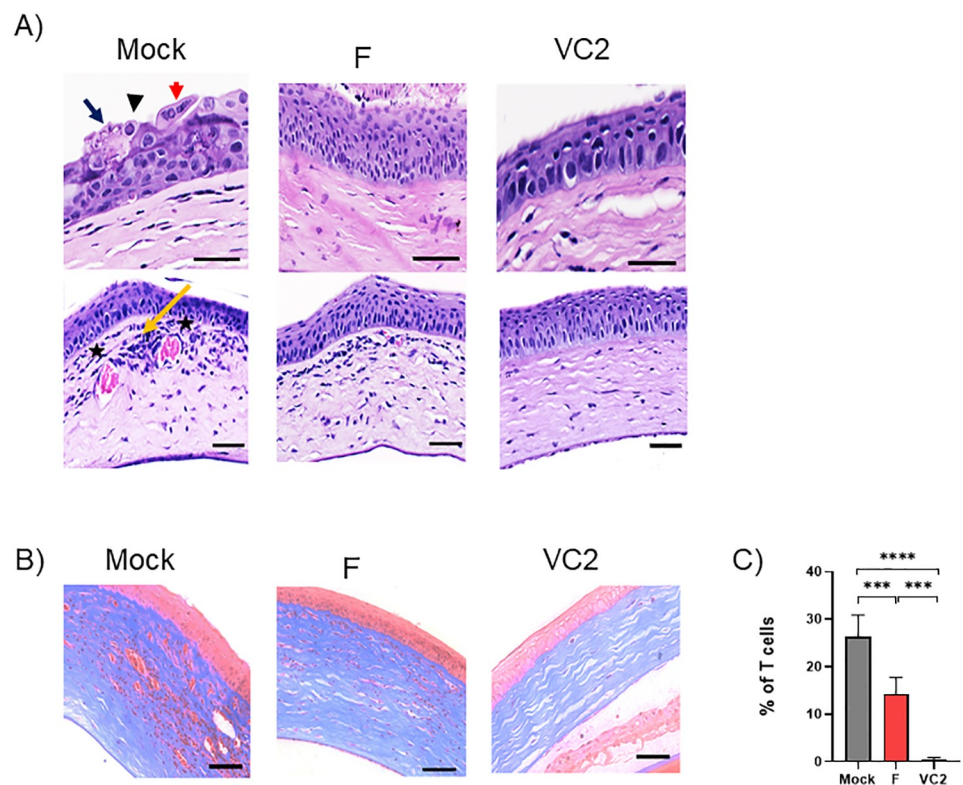 A)
Mock
F
VC2
B)
Mock
F
VC2
C)
****
*** ***
40
30
20
10
0
% of T cells
Mock F VC2